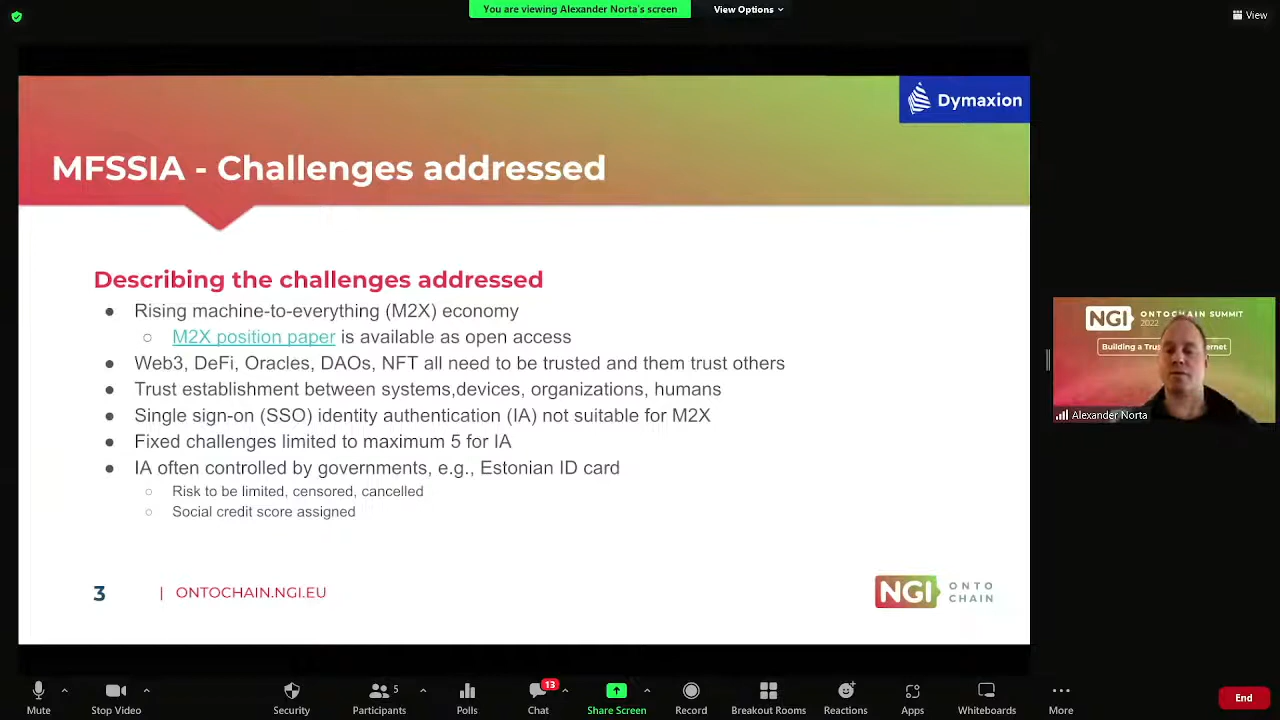 You are viewing Alexander Norta's screen
View Options
View
Dymaxion
MFSSIA - Challenges addressed
Describing the challenges addressed
Rising machine-to-everything (M2X) economy
M2X position paper is available as open access
Web3, DeFi, Oracles, DAOs, NFT all need to be trusted and them trust others
Trust establishment between systems,devices, organizations, humans
Single sign-on (SSO) identity authentication (IA) not suitable for M2X
Fixed challenges limited to maximum 5 for IA
IA often controlled by governments, e.g., Estonian ID card
Risk to be limited, censored, cancelled
Social credit score assigned
3
| ONTOCHAIN.NGI.EU
NGI ONTO
CHAIN
NGI ONTOCHAIN SUMMIT
2022
Building a Trus
ernet
Alexander Norta
Mute
Stop Video
Security
Participants
5
Polls
Chat
13
Share Screen
Record
Breakout Rooms
Reactions
Apps
Whiteboards
More
End